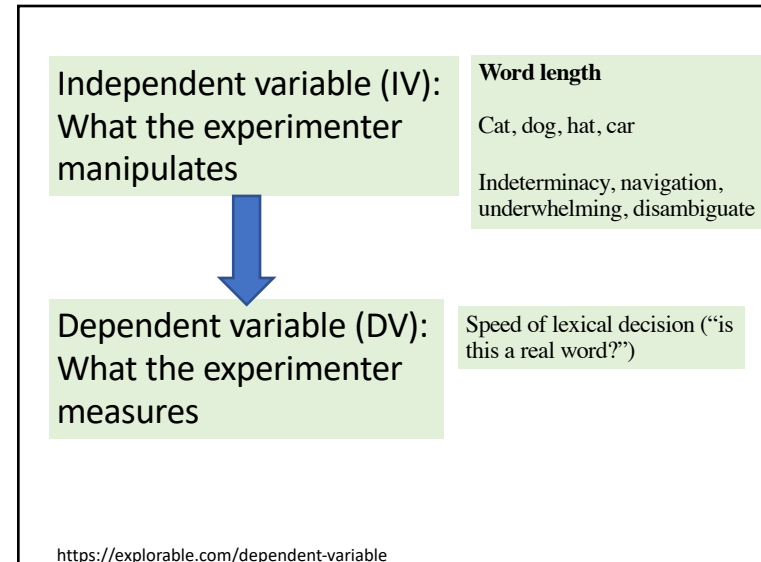 Independent variable (IV):
What the experimenter
manipulates
Word length
Cat, dog, hat, car
Indeterminacy, navigation,
underwhelming, disambiguate
Dependent variable (DV):
What the experimenter
measures
Speed of lexical decision (“is
this a real word?”)
https://explorable.com/dependent-variable